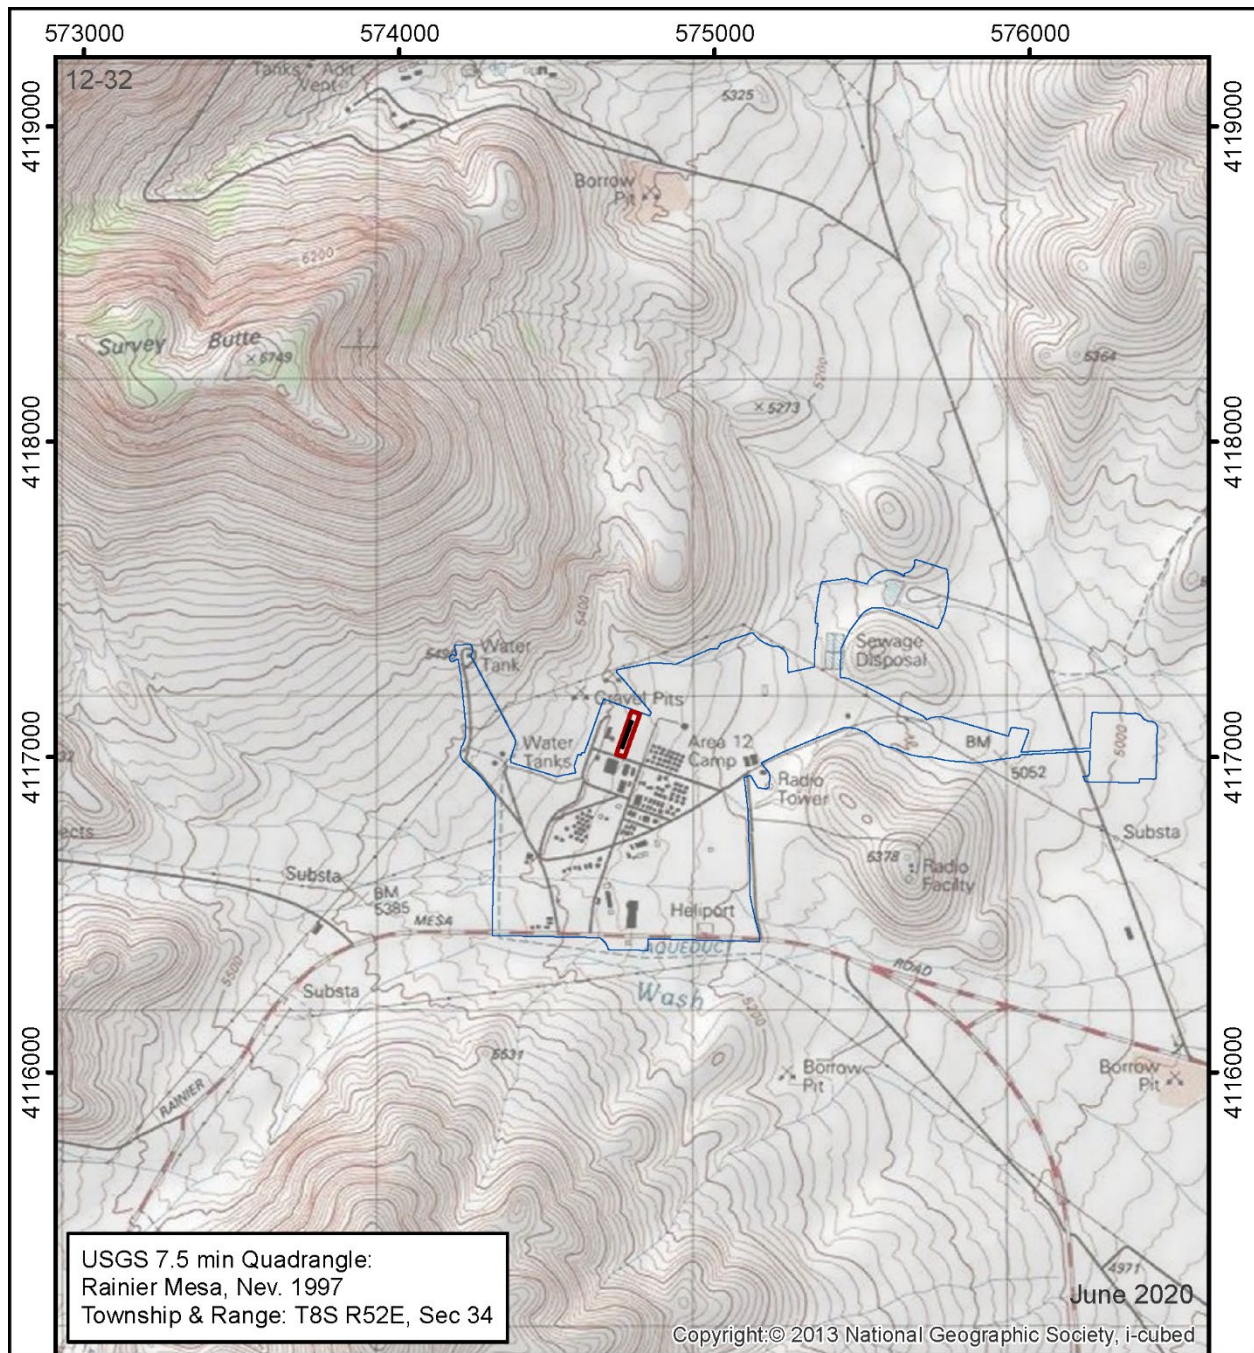 573000 574000 575000 576000
4119000
4119000
12-32
Tanks Adit
Vent
5325
Borrow
Pit
5200
Survey Butte
6749
5364
5200
5273
4118000
4118000
5400
Water
Tank
Sewage
Disposal
Gravel Pits
4117000
4117000
Water
Tanks
Area 12
Camp
BM
5052
5000
Radio
Tower
Substa
5378
Radio
Facilty
Substa
BM
5385
MESA
Heliport
AQUEDUCT
ROAD
5500
Substa
Wash
5200
5531
4116000
4116000
RAINIER
Borrow
Pit
Borrow
Pit
4971
USGS 7.5 min Quadrangle:
Rainier Mesa, Nev. 1997
Township & Range: T8S R52E, Sec 34
June 2020
Copyright:© 2013 National Geographic Society, i-cubed